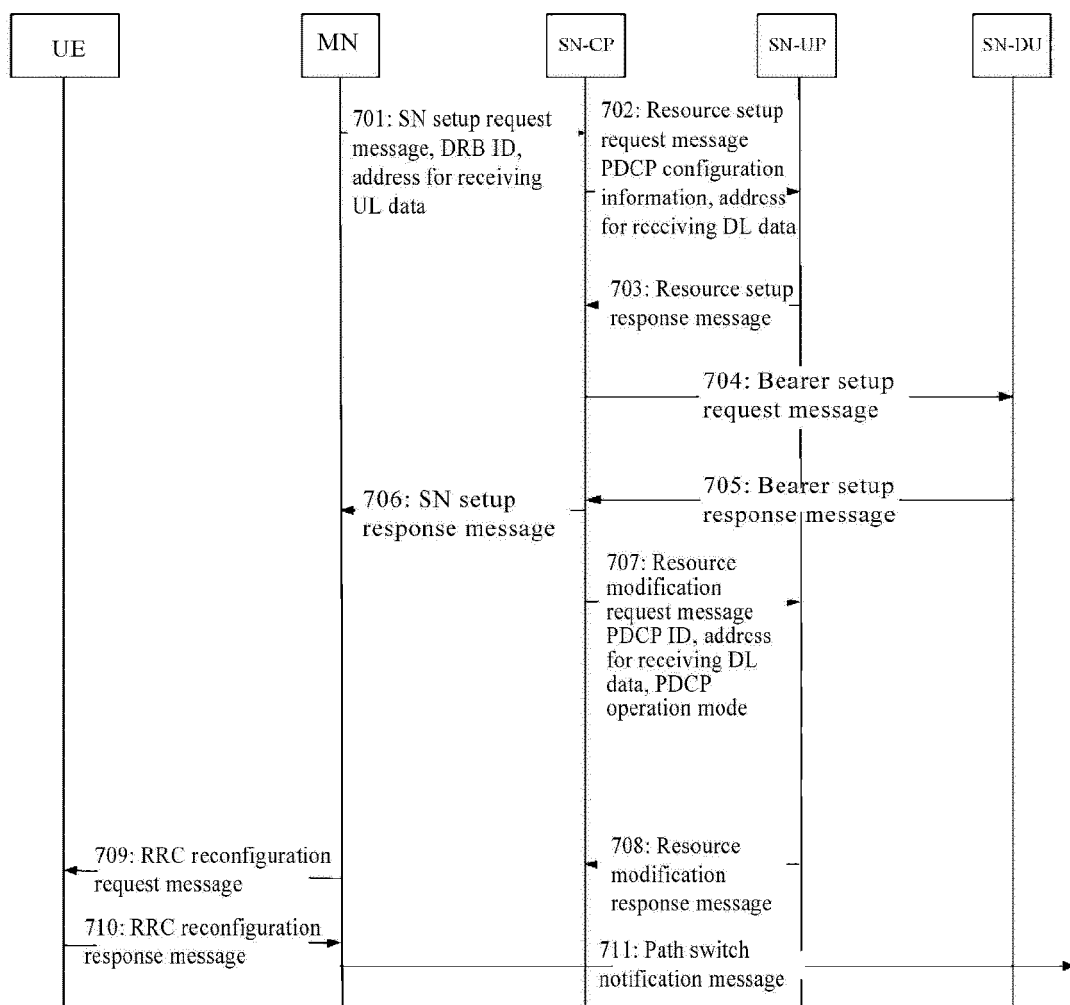 UE
MN
SN-CP
SN-UP
SN-DU
701: SN setup request
message, DRB ID,
address for receiving
UL data
702: Resource setup
request message
PDCP configuration
information, address
for receiving DL data
703: Resource setup
response message
704: Bearer setup
request message
705: Bearer setup
response message
706: SN setup
response message
707: Resource
modification
request message
PDCP ID, address
for receiving DL
data, PDCP
operation mode
708: Resource
modification
response message
709: RRC reconfiguration
request message
710: RRC reconfiguration
response message
711: Path switch
notification message